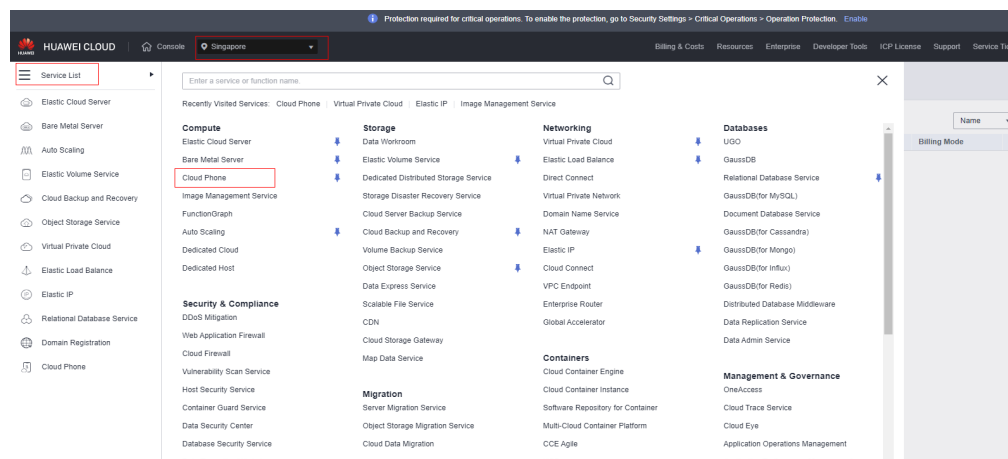 Protection required for critical operations. To enable the protection, go to Security Settings > Critical Operations > Operation Protection. Enable
HUAWEI
HUAWEI CLOUD
Console
Singapore
Billing & Costs
Resources
Enterprise
Developer Tools
ICP License
Support
Service
Service List
Elastic Cloud Server
Bare Metal Server
Auto Scaling
Elastic Volume Service
Cloud Backup and Recovery
Object Storage Service
Virtual Private Cloud
Elastic Load Balance
Elastic IP
Relational Database Service
Domain Registration
Cloud Phone
Enter a service or function name.
Recently Visited Services: Cloud Phone | Virtual Private Cloud | Elastic IP | Image Management Service
Compute
Elastic Cloud Server
Bare Metal Server
Cloud Phone
Image Management Service
FunctionGraph
Auto Scaling
Dedicated Cloud
Dedicated Host
Security & Compliance
DDoS Mitigation
Web Application Firewall
Cloud Firewall
Vulnerability Scan Service
Host Security Service
Container Guard Service
Data Security Center
Database Security Service
Storage
Data Workroom
Elastic Volume Service
Dedicated Distributed Storage Service
Storage Disaster Recovery Service
Cloud Server Backup Service
Cloud Backup and Recovery
Volume Backup Service
Object Storage Service
Data Express Service
Scalable File Service
CDN
Cloud Storage Gateway
Map Data Service
Migration
Server Migration Service
Object Storage Migration Service
Cloud Data Migration
Networking
Virtual Private Cloud
Elastic Load Balance
Direct Connect
Virtual Private Network
Domain Name Service
NAT Gateway
Elastic IP
Cloud Connect
VPC Endpoint
Enterprise Router
Global Accelerator
Containers
Cloud Container Engine
Cloud Container Instance
Software Repository for Container
Multi-Cloud Container Platform
CCE Agile
Databases
UGO
GaussDB
Relational Database Service
GaussDB(for MySQL)
Document Database Service
GaussDB(for Cassandra)
GaussDB(for Mongo)
GaussDB(for Influx)
GaussDB(for Redis)
Distributed Database Middleware
Data Replication Service
Data Admin Service
Management & Governance
OneAccess
Cloud Trace Service
Cloud Eye
Application Operations Management
Name
Billing Mode